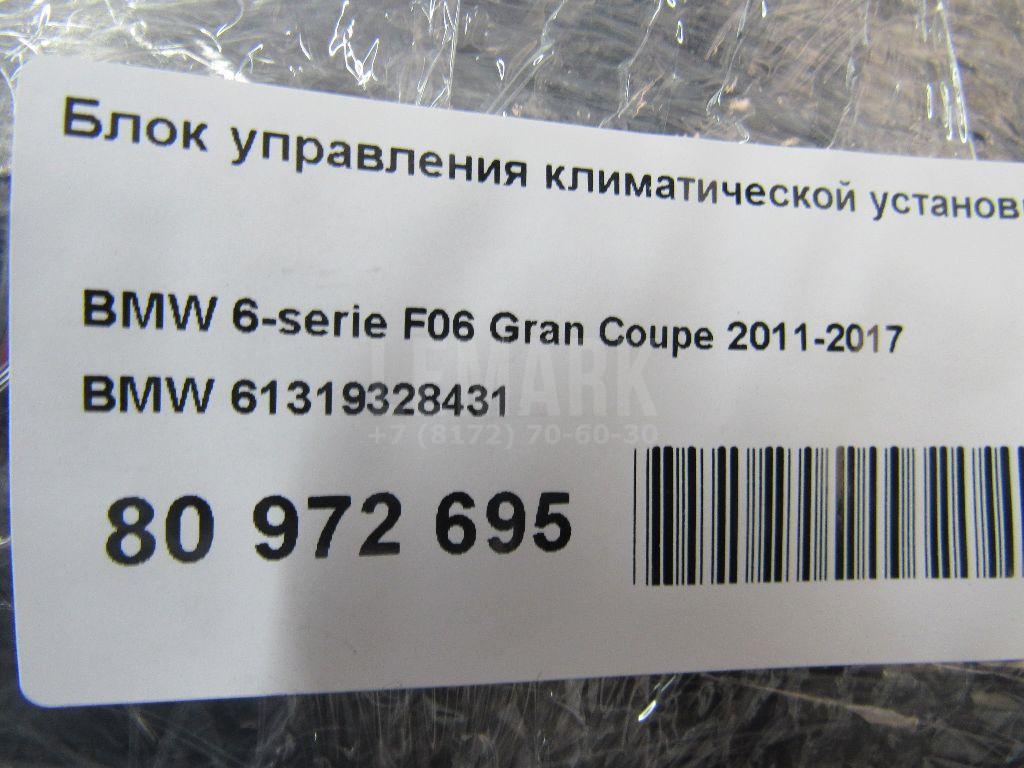 Блок управления климатической установ
BMW 6-serie F06 Gran Coupe 2011-2017
LEMARK
BMW 61319328431
+7 (8172) 70-60-30
80 972 695